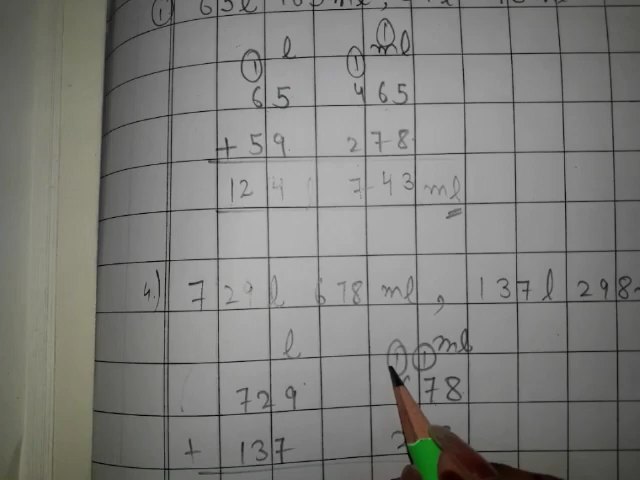 l ① ml
① ①
65 465
+ 59 278
124 l 743 ml
4.) 729 l 678 ml, 137 l 298
l ① ① ml
729 78
+ 137